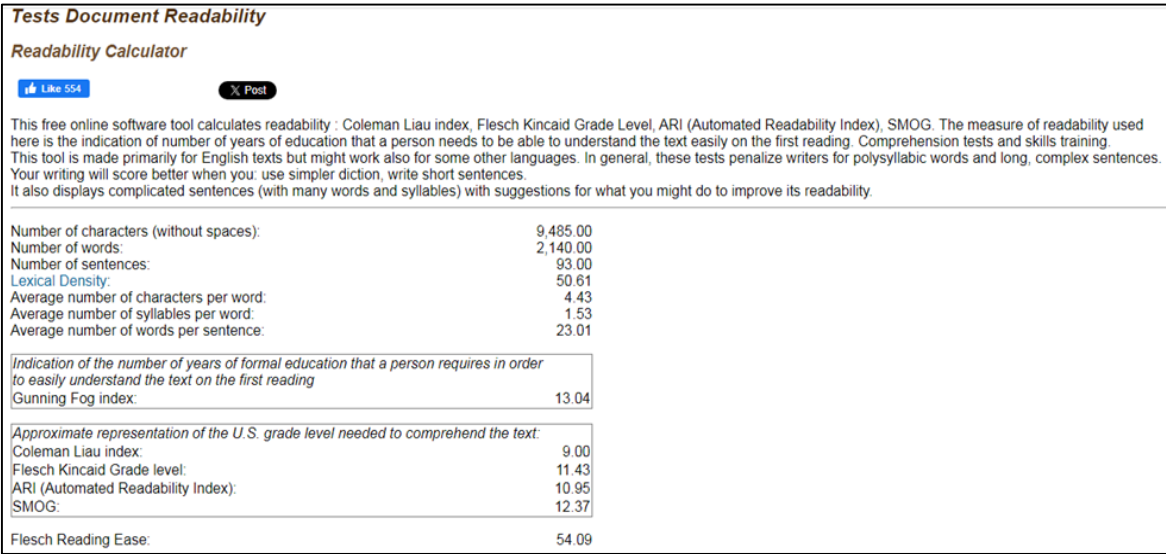 Tests Document Readability
Readability Calculator
Like 554
X Post
This free online software tool calculates readability : Coleman Liau index, Flesch Kincaid Grade Level, ARI (Automated Readability Index), SMOG. The measure of readability used
here is the indication of number of years of education that a person needs to be able to understand the text easily on the first reading. Comprehension tests and skills training.
This tool is made primarily for English texts but might work also for some other languages. In general, these tests penalize writers for polysyllabic words and long, complex sentences.
Your writing will score better when you: use simpler diction, write short sentences.
It also displays complicated sentences (with many words and syllables) with suggestions for what you might do to improve its readability.
Number of characters (without spaces): 9,485.00
Number of words: 2,140.00
Number of sentences: 93.00
Lexical Density: 50.61
Average number of characters per word: 4.43
Average number of syllables per word: 1.53
Average number of words per sentence: 23.01
Indication of the number of years of formal education that a person requires in order
to easily understand the text on the first reading
Gunning Fog index: 13.04
Approximate representation of the U.S. grade level needed to comprehend the text:
Coleman Liau index: 9.00
Flesch Kincaid Grade level: 11.43
ARI (Automated Readability Index): 10.95
SMOG: 12.37
Flesch Reading Ease: 54.09